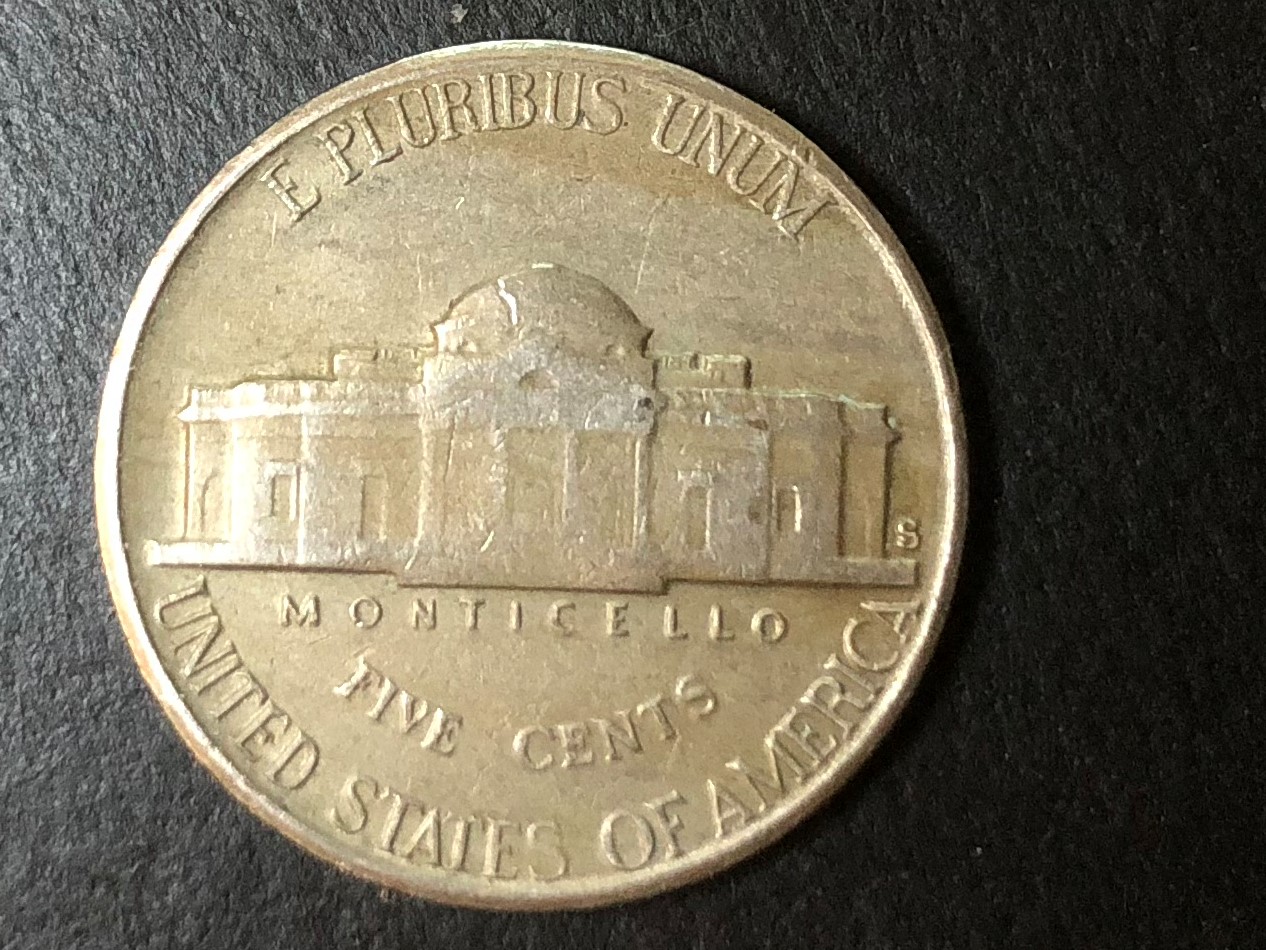 E PLURIBUS UNUM
S
MONTICELLO
FIVE CENTS
UNITED STATES OF AMERICA